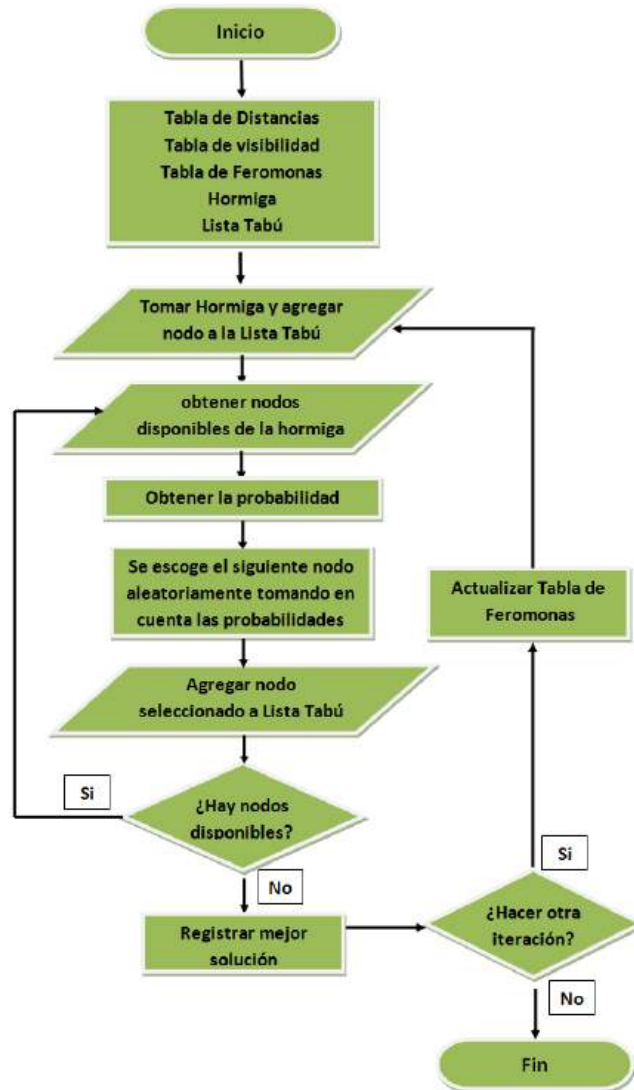 Inicio
Tabla de Distancias
Tabla de visibilidad
Tabla de Feromonas
Hormiga
Lista Tabú
Tomar Hormiga y agregar
nodo a la Lista Tabú
obtener nodos
disponibles de la hormiga
Obtener la probabilidad
Se escoge el siguiente nodo
aleatoriamente tomando en
cuenta las probabilidades
Agregar nodo
seleccionado a Lista Tabú
¿Hay nodos
disponibles?
Si
No
Registrar mejor
solución
¿Hacer otra
iteración?
Si
Actualizar Tabla de
Feromonas
No
Fin